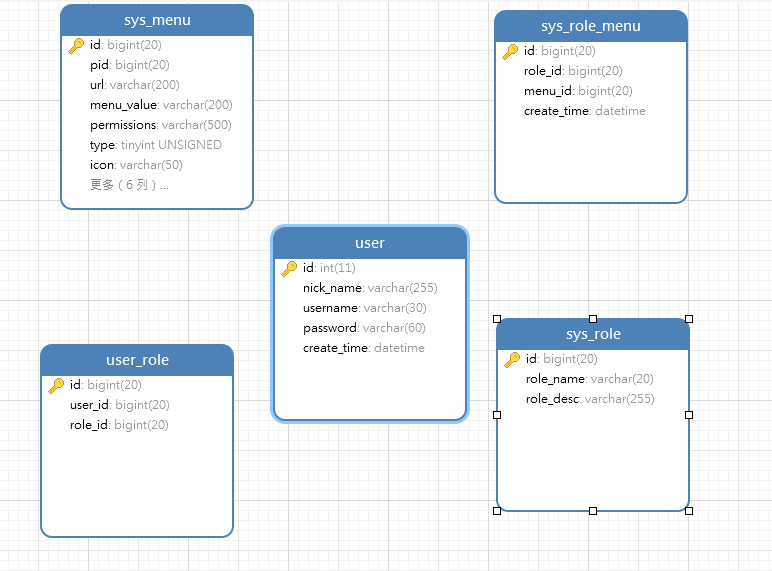 sys_menu
id: bigint(20)
pid: bigint(20)
url: varchar(200)
menu_value: varchar(200)
permissions: varchar(500)
type: tinyint UNSIGNED
icon: varchar(50)
更多 ( 6 列 ) ...
sys_role_menu
id: bigint(20)
role_id: bigint(20)
menu_id: bigint(20)
create_time: datetime
user
id: int(11)
nick_name: varchar(255)
username: varchar(30)
password: varchar(60)
create_time: datetime
user_role
id: bigint(20)
user_id: bigint(20)
role_id: bigint(20)
sys_role
id: bigint(20)
role_name: varchar(20)
role_desc: varchar(255)